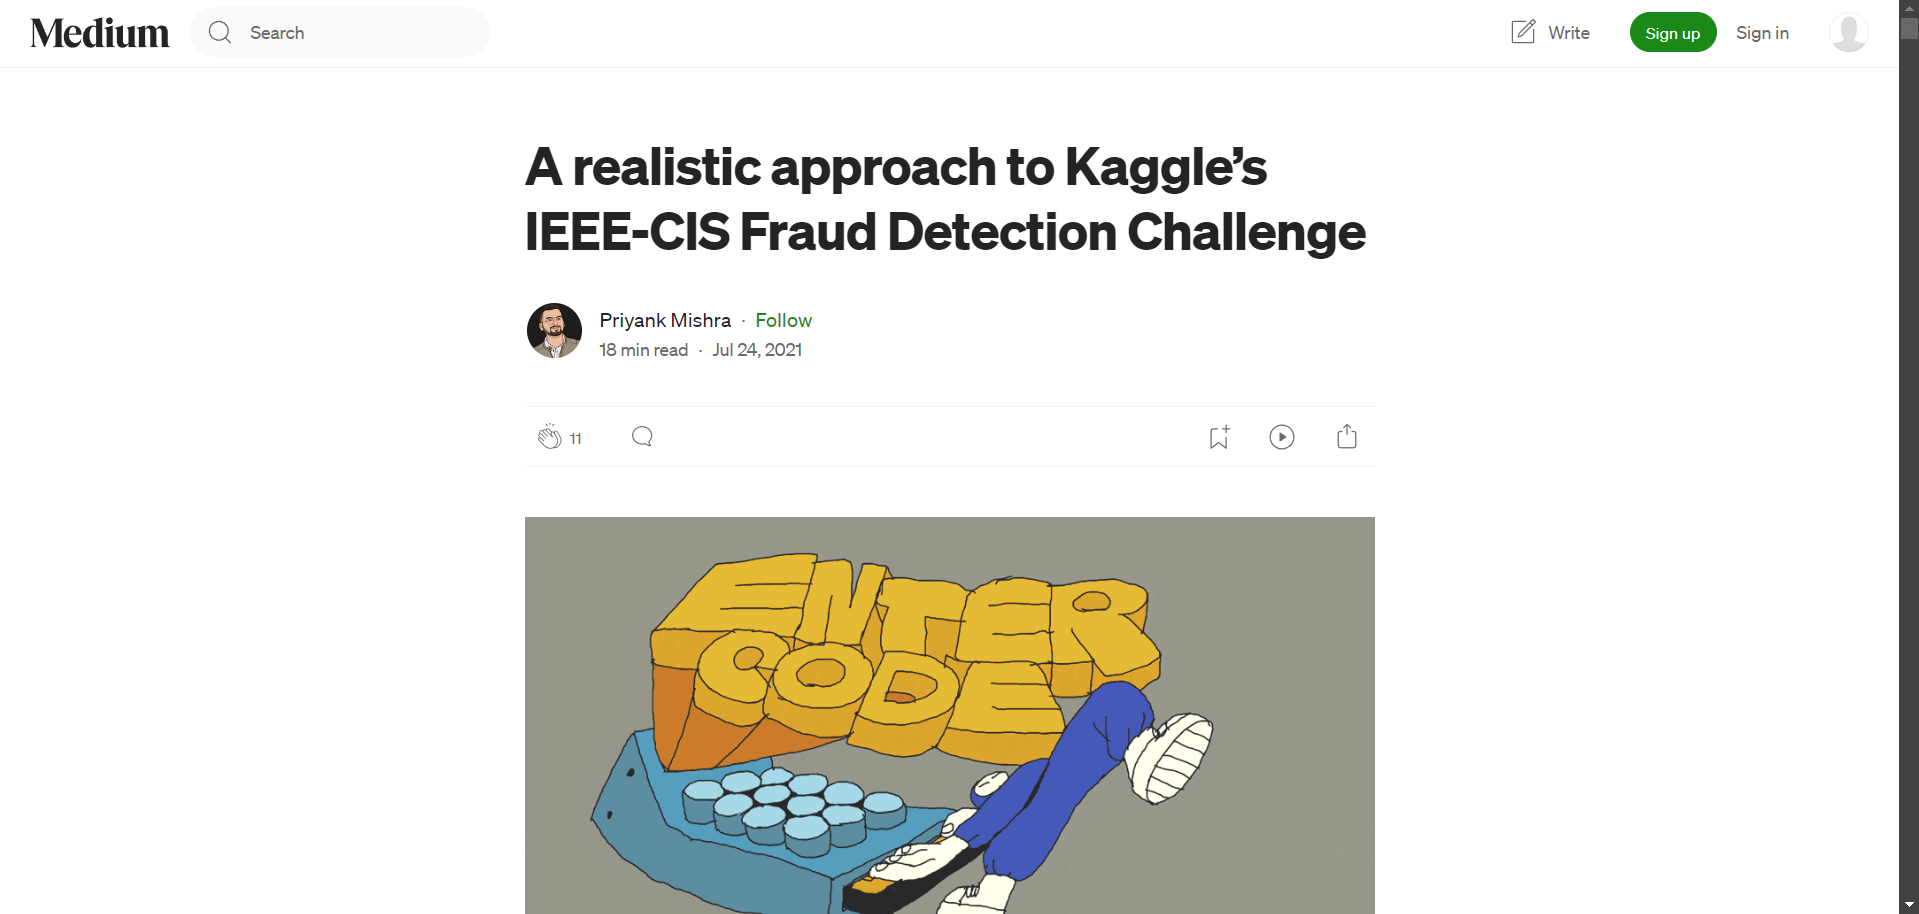 Medium
Search
Write
Sign up
Sign in
A realistic approach to Kaggle’s
IEEE-CIS Fraud Detection Challenge
Priyank Mishra · Follow
18 min read · Jul 24, 2021
11
ENTER
CODE